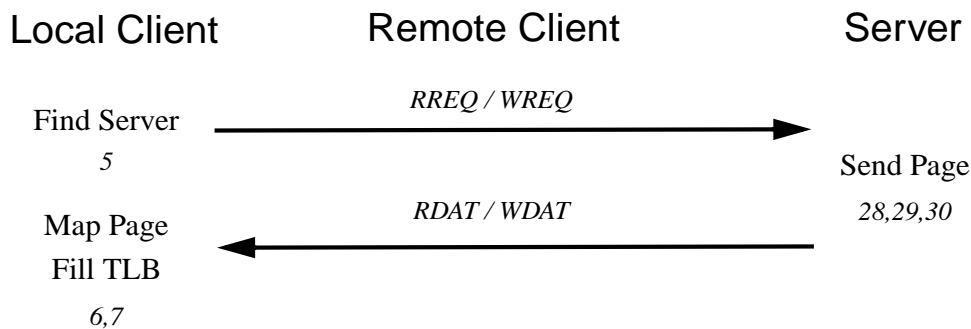 Local Client Remote Client Server
RREQ / WREQ
Find Server
5
Send Page
28,29,30
RDAT / WDAT
Map Page
Fill TLB
6,7